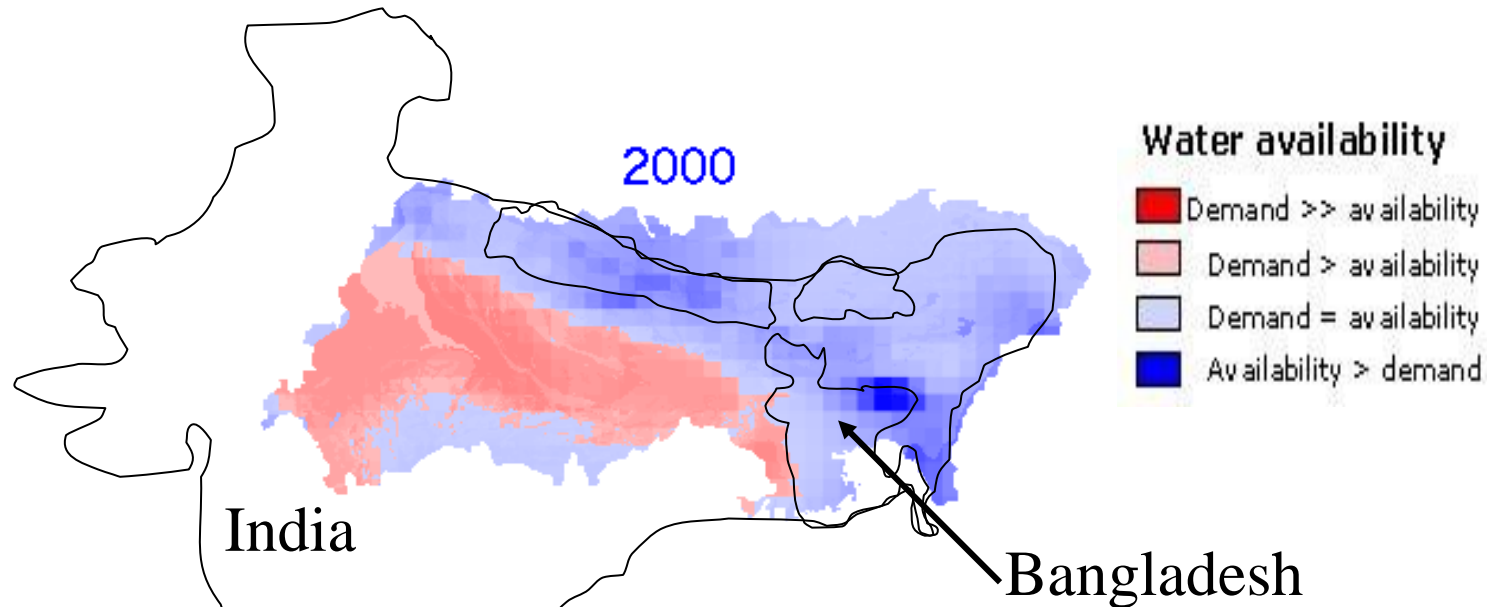 2000
Water availability
Demand >> availability
Demand > availability
Demand = availability
Availability > demand
India
Bangladesh